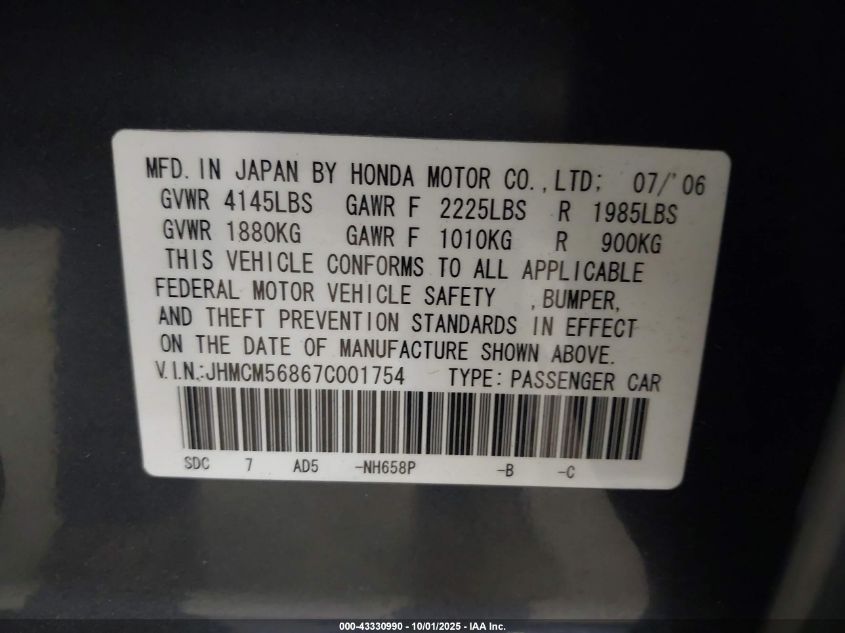 MFD. IN JAPAN BY HONDA MOTOR CO., LTD; 07/'06
GVWR 4145LBS GAWR F 2225LBS R 1985LBS
GVWR 1880KG GAWR F 1010KG R 900KG
THIS VEHICLE CONFORMS TO ALL APPLICABLE
FEDERAL MOTOR VEHICLE SAFETY , BUMPER,
AND THEFT PREVENTION STANDARDS IN EFFECT
ON THE DATE OF MANUFACTURE SHOWN ABOVE.
V.I.N.:JHMCM56867C001754 TYPE: PASSENGER CAR
SDC 7 AD5 -NH658P -B -C
000-43330990 - 10/01/2025 - IAA Inc.